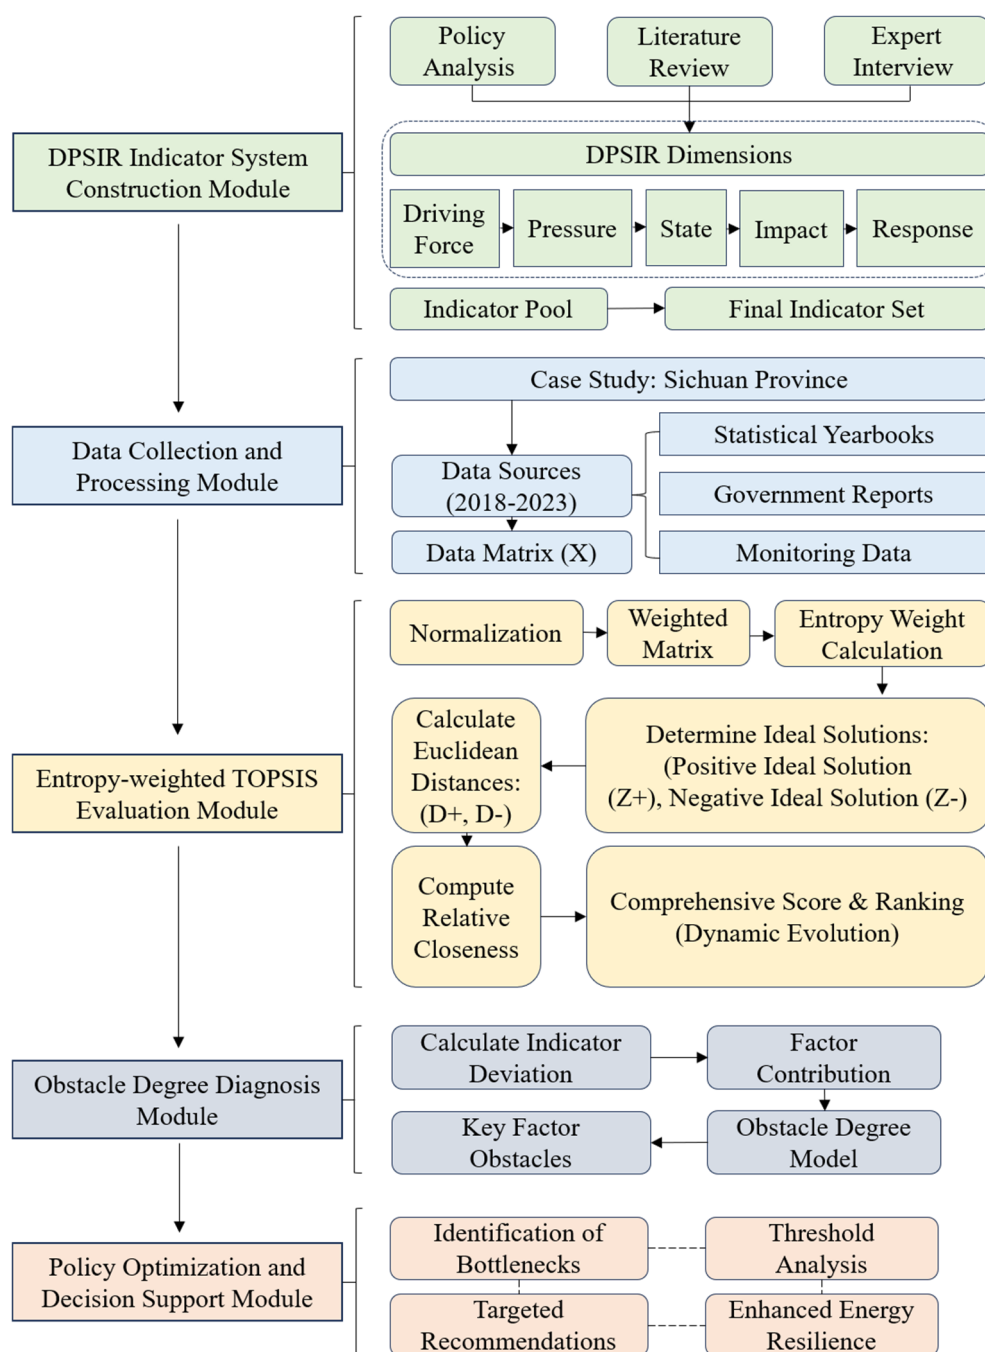 Policy
Analysis
Literature
Review
Expert
Interview
DPSIR Indicator System
Construction Module
DPSIR Dimensions
Driving
Force
Pressure
State
Impact
Response
Indicator Pool
Final Indicator Set
Data Collection and
Processing Module
Case Study: Sichuan Province
Data Sources
(2018-2023)
Statistical Yearbooks
Government Reports
Monitoring Data
Data Matrix (X)
Entropy-weighted TOPSIS
Evaluation Module
Normalization
Weighted
Matrix
Entropy Weight
Calculation
Determine Ideal Solutions:
(Positive Ideal Solution
(Z+), Negative Ideal Solution (Z-)
Calculate
Euclidean
Distances:
(D+, D-)
Compute
Relative
Closeness
Comprehensive Score & Ranking
(Dynamic Evolution)
Obstacle Degree Diagnosis
Module
Calculate Indicator
Deviation
Factor
Contribution
Obstacle Degree
Model
Key Factor
Obstacles
Policy Optimization and
Decision Support Module
Identification of
Bottlenecks
Threshold
Analysis
Targeted
Recommendations
Enhanced Energy
Resilience